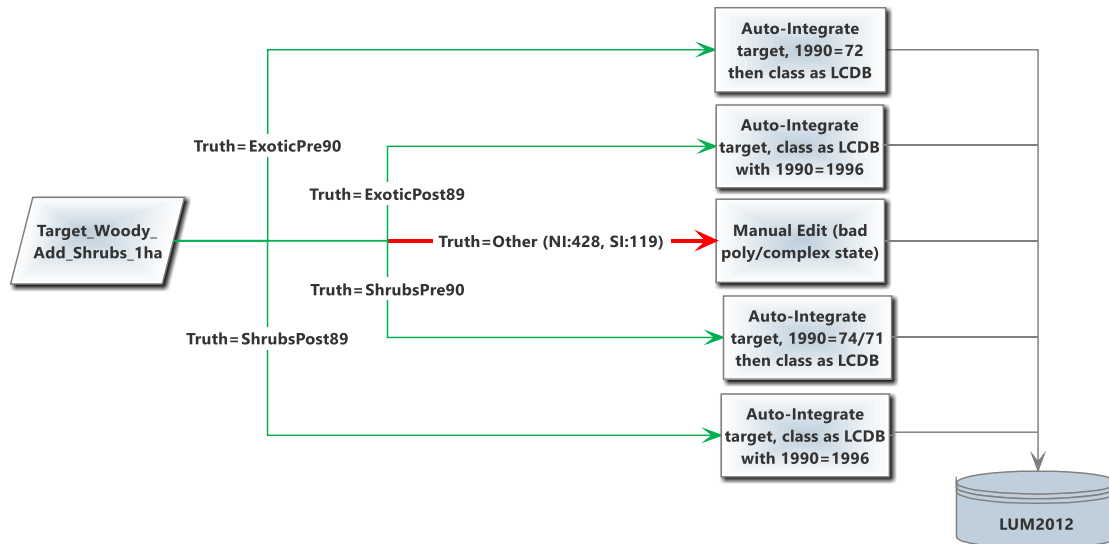 Auto-Integrate
target, 1990=72
then class as LCDB
Truth=ExoticPre90
Auto-Integrate
target, class as LCDB
with 1990=1996
Truth=ExoticPost89
Target_Woody_
Add_Shrubs_1ha
Truth=Other (NI:428, SI:119)
Manual Edit (bad
poly/complex state)
Truth=ShrubsPre90
Auto-Integrate
target, 1990=74/71
then class as LCDB
Truth=ShrubsPost89
Auto-Integrate
target, class as LCDB
with 1990=1996
LUM2012